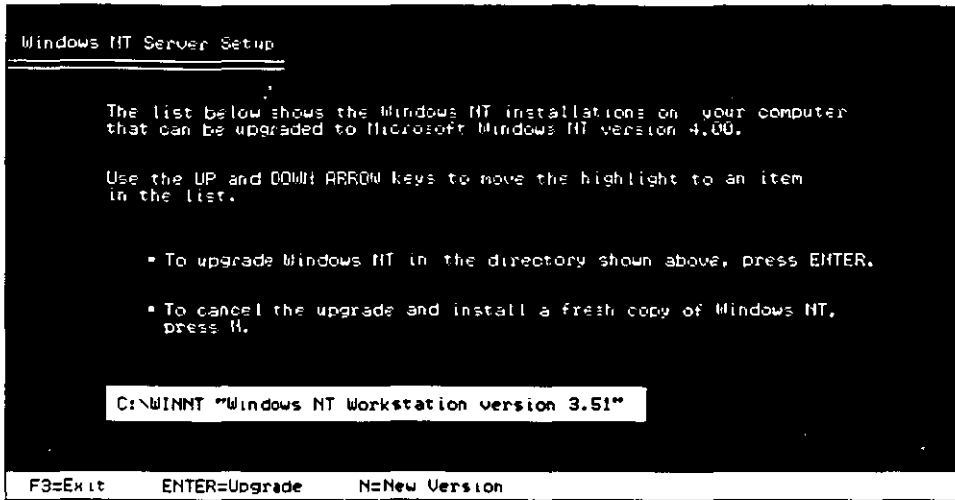 Windows NT Server Setup
The list below shows the Windows NT installations on your computer
that can be upgraded to Microsoft Windows NT version 4.00.
Use the UP and DOWN ARROW keys to move the highlight to an item
in the list.
• To upgrade Windows NT in the directory shown above, press ENTER.
• To cancel the upgrade and install a fresh copy of Windows NT,
press N.
C:\WINNT "Windows NT Workstation version 3.51"
F3=Exit ENTER=Upgrade N=New Version